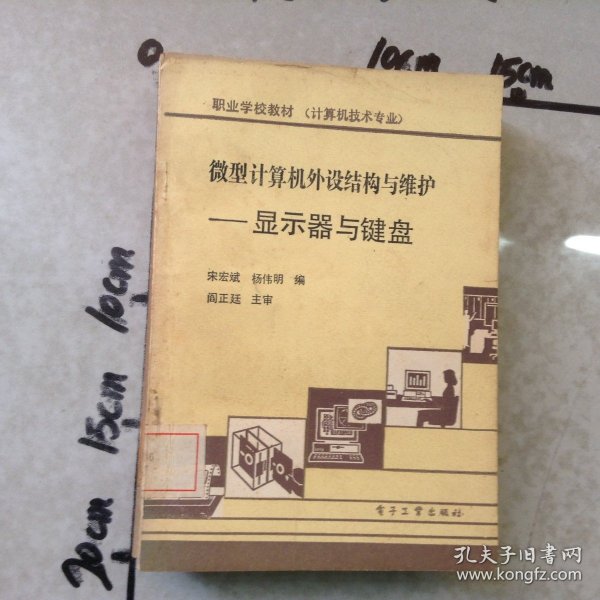 0
10cm
15cm
职业学校教材 (计算机技术专业)
微型计算机外设结构与维护
——显示器与键盘
宋宏斌 杨伟明 编
阎正廷 主审
10cm
15cm
20cm
电子工业出版社
孔夫子旧书网
www.kongfz.com